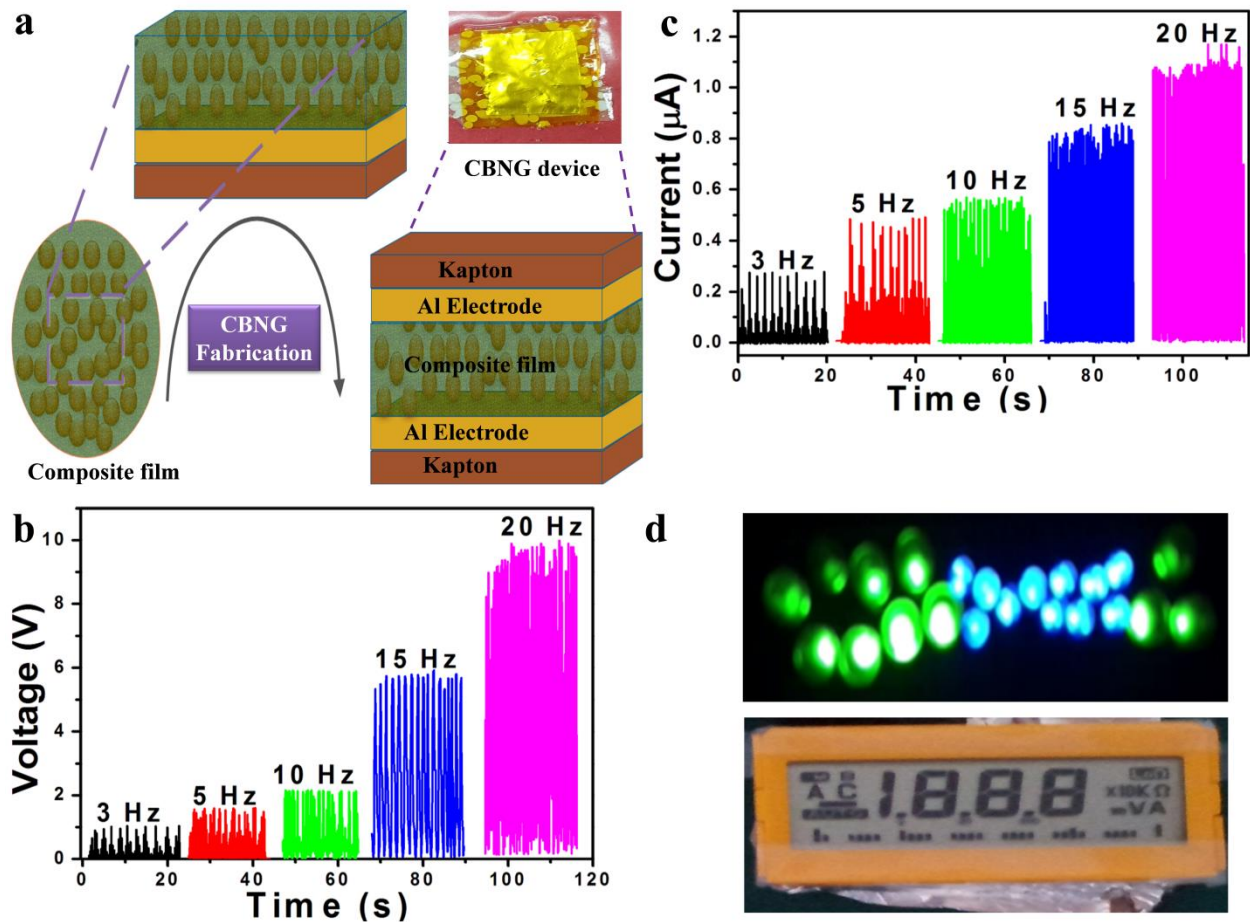 a
CBNG device
CBNG
Fabrication
Composite film
Kapton
Al Electrode
Composite film
Al Electrode
Kapton
b
Voltage (V)
10
8
6
4
2
0
3 Hz
5 Hz
10 Hz
15 Hz
20 Hz
0 20 40 60 80 100 120
Time (s)
c
Current (μA)
1.2
1.0
0.8
0.6
0.4
0.2
0.0
3 Hz
5 Hz
10 Hz
15 Hz
20 Hz
0 20 40 60 80 100
Time (s)
d
A C 1.8.8.8 ×10KΩ
VA